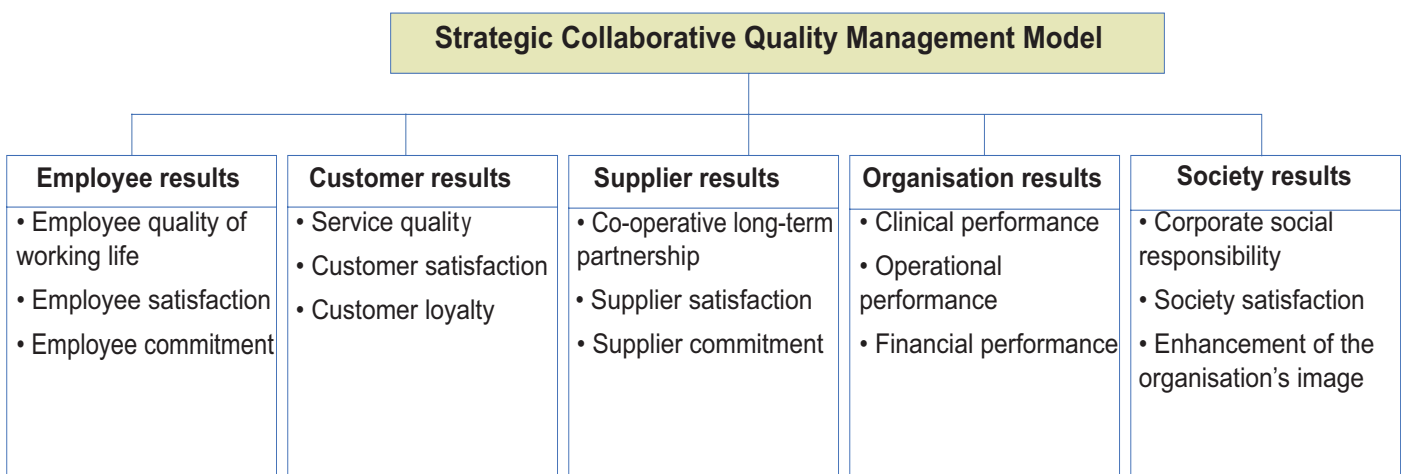 Strategic Collaborative Quality Management Model
Employee results
• Employee quality of
working life
• Employee satisfaction
• Employee commitment
Customer results
• Service quality
• Customer satisfaction
• Customer loyalty
Supplier results
• Co-operative long-term
partnership
• Supplier satisfaction
• Supplier commitment
Organisation results
• Clinical performance
• Operational
performance
• Financial performance
Society results
• Corporate social
responsibility
• Society satisfaction
• Enhancement of the
organisation’s image